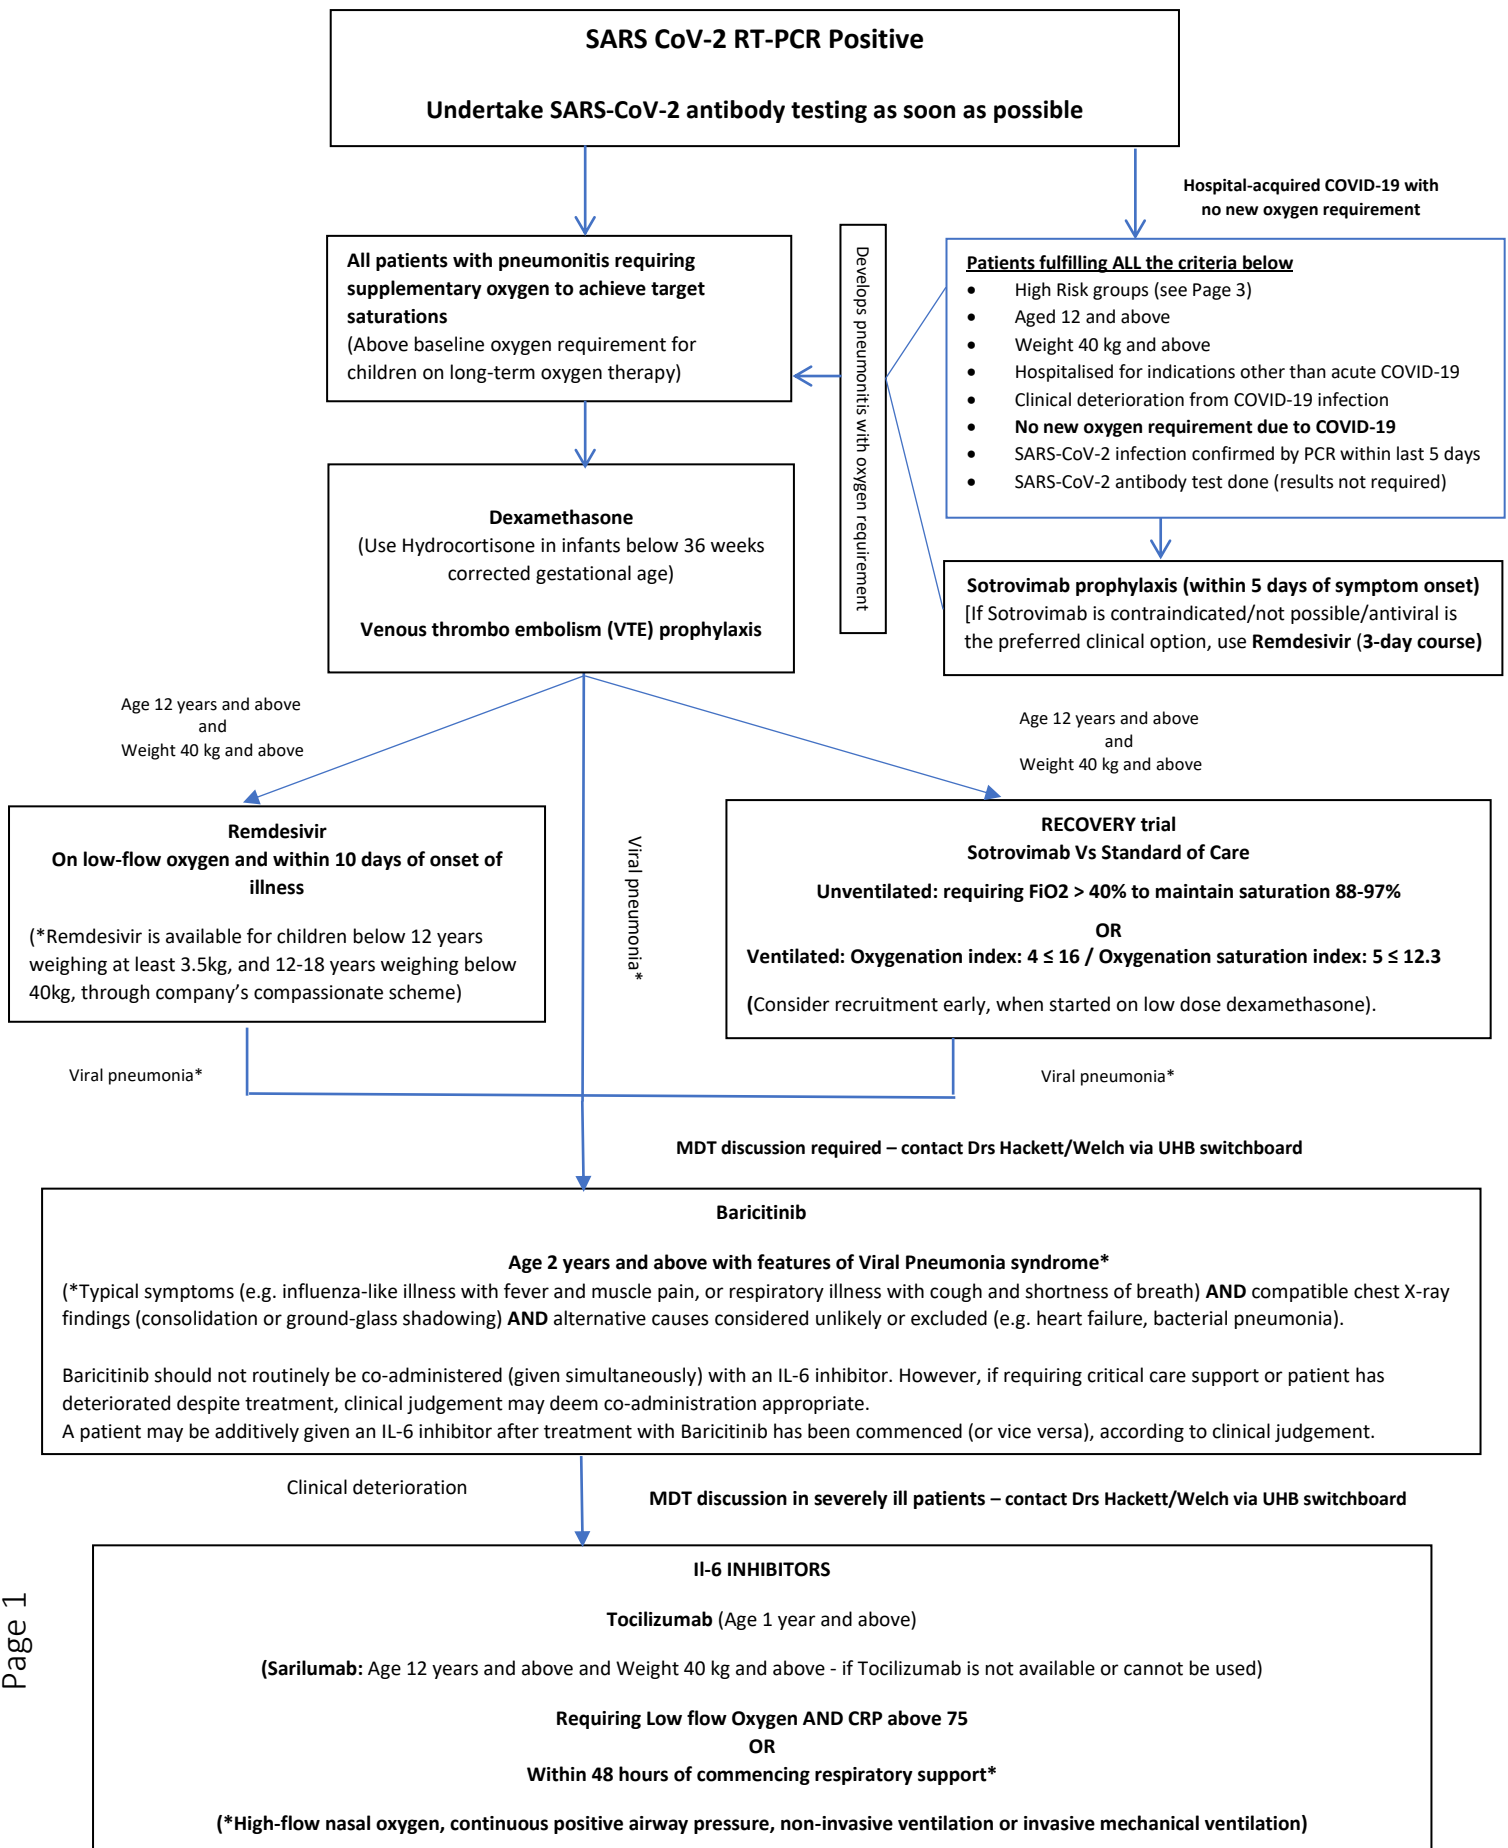 SARS CoV-2 RT-PCR Positive
Undertake SARS-CoV-2 antibody testing as soon as possible
Hospital-acquired COVID-19 with
no new oxygen requirement
All patients with pneumonitis requiring
supplementary oxygen to achieve target
saturations
(Above baseline oxygen requirement for
children on long-term oxygen therapy)
Develops pneumonitis with oxygen requirement
Patients fulfilling ALL the criteria below
• High Risk groups (see Page 3)
• Aged 12 and above
• Weight 40 kg and above
• Hospitalised for indications other than acute COVID-19
• Clinical deterioration from COVID-19 infection
• No new oxygen requirement due to COVID-19
• SARS-CoV-2 infection confirmed by PCR within last 5 days
• SARS-CoV-2 antibody test done (results not required)
Dexamethasone
(Use Hydrocortisone in infants below 36 weeks
corrected gestational age)
Venous thrombo embolism (VTE) prophylaxis
Sotrovimab prophylaxis (within 5 days of symptom onset)
[If Sotrovimab is contraindicated/not possible/antiviral is
the preferred clinical option, use Remdesivir (3-day course)
Age 12 years and above
and
Weight 40 kg and above
Age 12 years and above
and
Weight 40 kg and above
Remdesivir
On low-flow oxygen and within 10 days of onset of
illness
(*Remdesivir is available for children below 12 years
weighing at least 3.5kg, and 12-18 years weighing below
40kg, through company's compassionate scheme)
Viral pneumonia*
RECOVERY trial
Sotrovimab Vs Standard of Care
Unventilated: requiring FiO2 > 40% to maintain saturation 88-97%
OR
Ventilated: Oxygenation index: 4 ≤ 16 / Oxygenation saturation index: 5 ≤ 12.3
(Consider recruitment early, when started on low dose dexamethasone).
Viral pneumonia*
Viral pneumonia*
MDT discussion required – contact Drs Hackett/Welch via UHB switchboard
Baricitinib
Age 2 years and above with features of Viral Pneumonia syndrome*
(*Typical symptoms (e.g. influenza-like illness with fever and muscle pain, or respiratory illness with cough and shortness of breath) AND compatible chest X-ray
findings (consolidation or ground-glass shadowing) AND alternative causes considered unlikely or excluded (e.g. heart failure, bacterial pneumonia).
Baricitinib should not routinely be co-administered (given simultaneously) with an IL-6 inhibitor. However, if requiring critical care support or patient has
deteriorated despite treatment, clinical judgement may deem co-administration appropriate.
A patient may be additively given an IL-6 inhibitor after treatment with Baricitinib has been commenced (or vice versa), according to clinical judgement.
Clinical deterioration
MDT discussion in severely ill patients – contact Drs Hackett/Welch via UHB switchboard
Il-6 INHIBITORS
Tocilizumab (Age 1 year and above)
(Sarilumab: Age 12 years and above and Weight 40 kg and above - if Tocilizumab is not available or cannot be used)
Requiring Low flow Oxygen AND CRP above 75
OR
Within 48 hours of commencing respiratory support*
(*High-flow nasal oxygen, continuous positive airway pressure, non-invasive ventilation or invasive mechanical ventilation)
Page 1